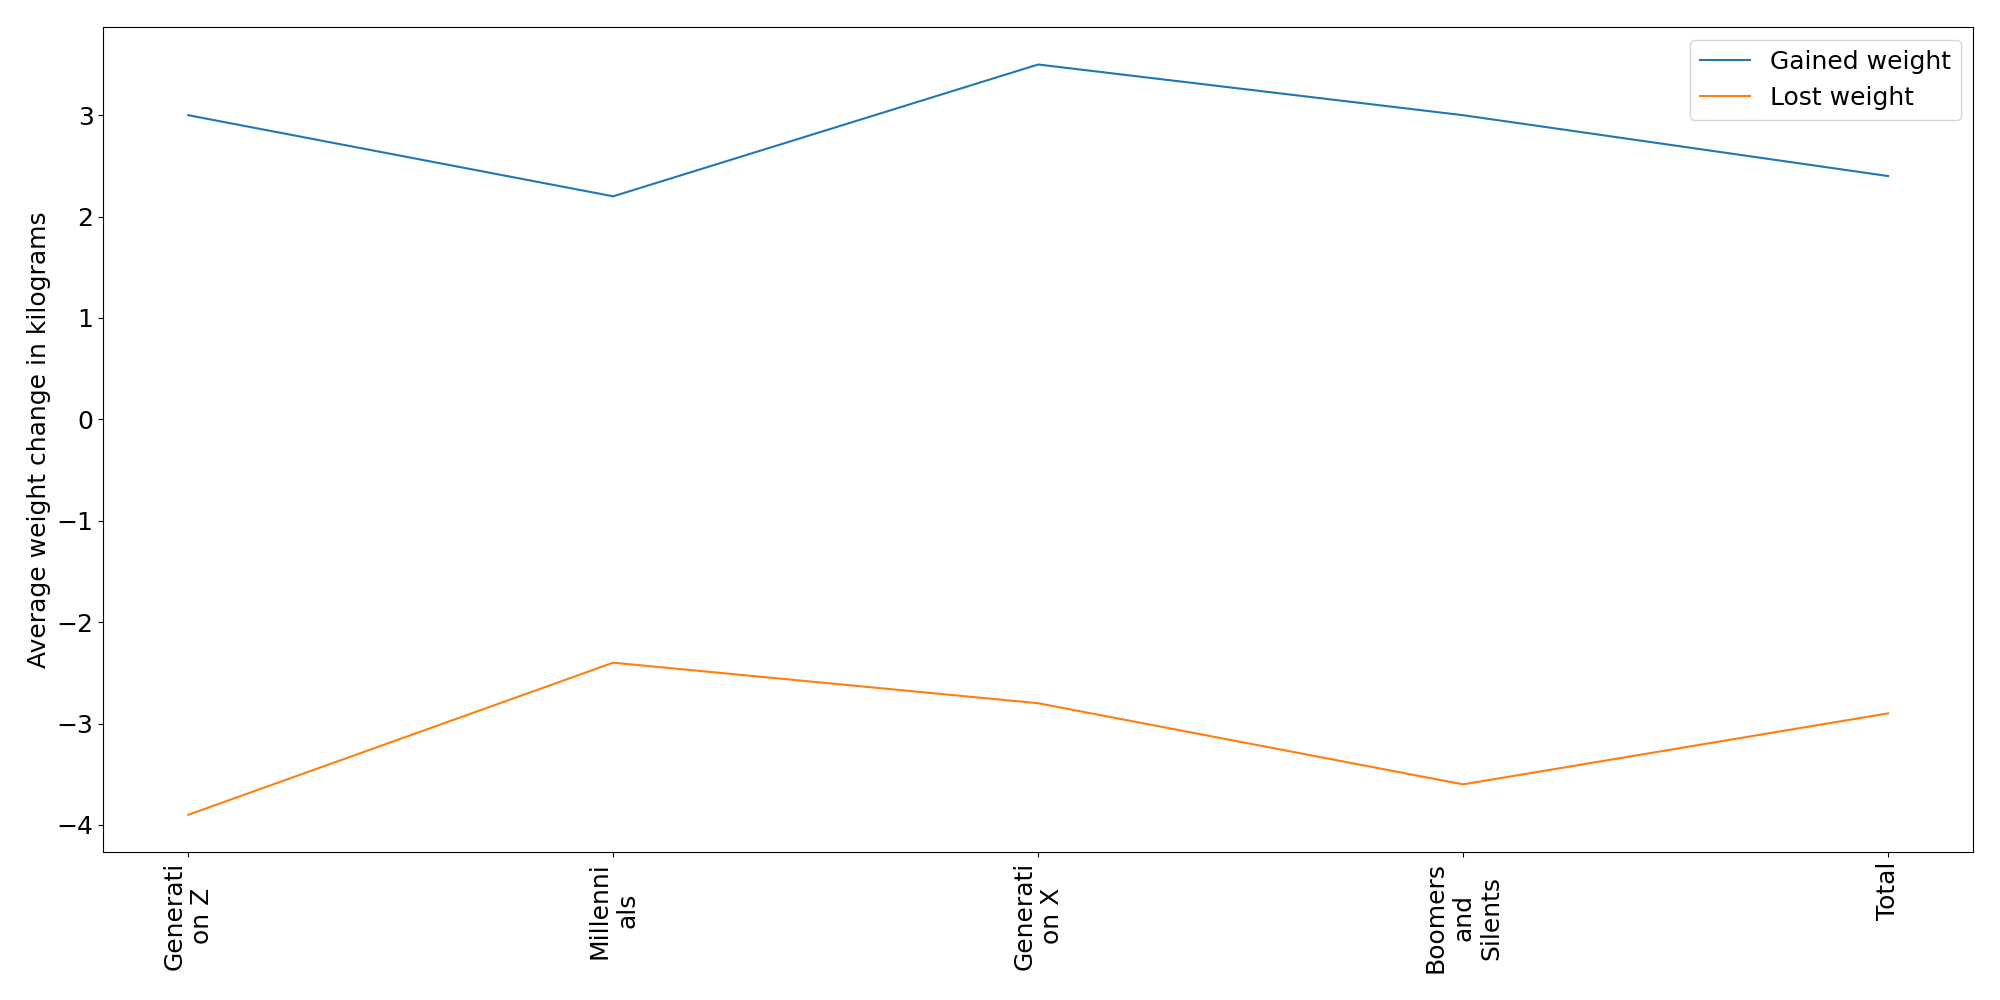 Gained weight
Lost weight
Average weight change in kilograms
3
2
1
0
−1
−2
−3
−4
Generati
on Z
Millenni
als
Generati
on X
Boomers
and
Silents
Total